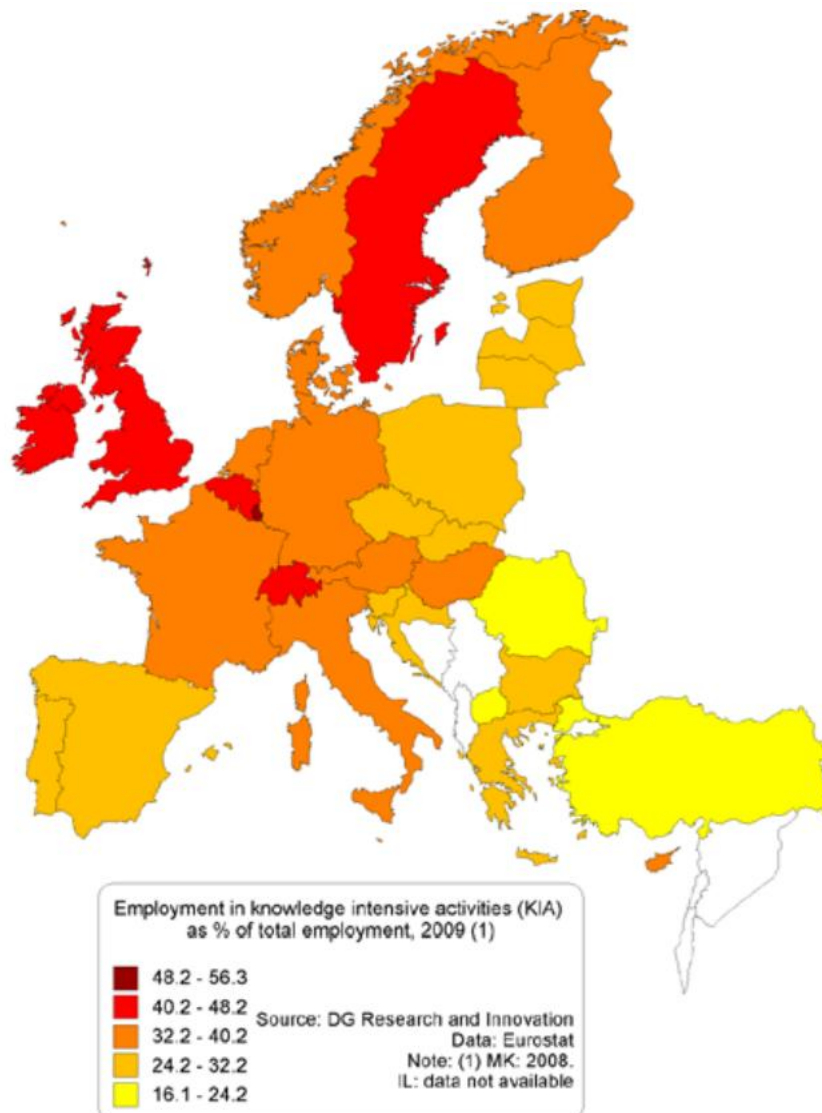 Employment in knowledge intensive activities (KIA)
as % of total employment, 2009 (1)
48.2 - 56.3
40.2 - 48.2
32.2 - 40.2
24.2 - 32.2
16.1 - 24.2
Source: DG Research and Innovation
Data: Eurostat
Note: (1) MK: 2008.
IL: data not available